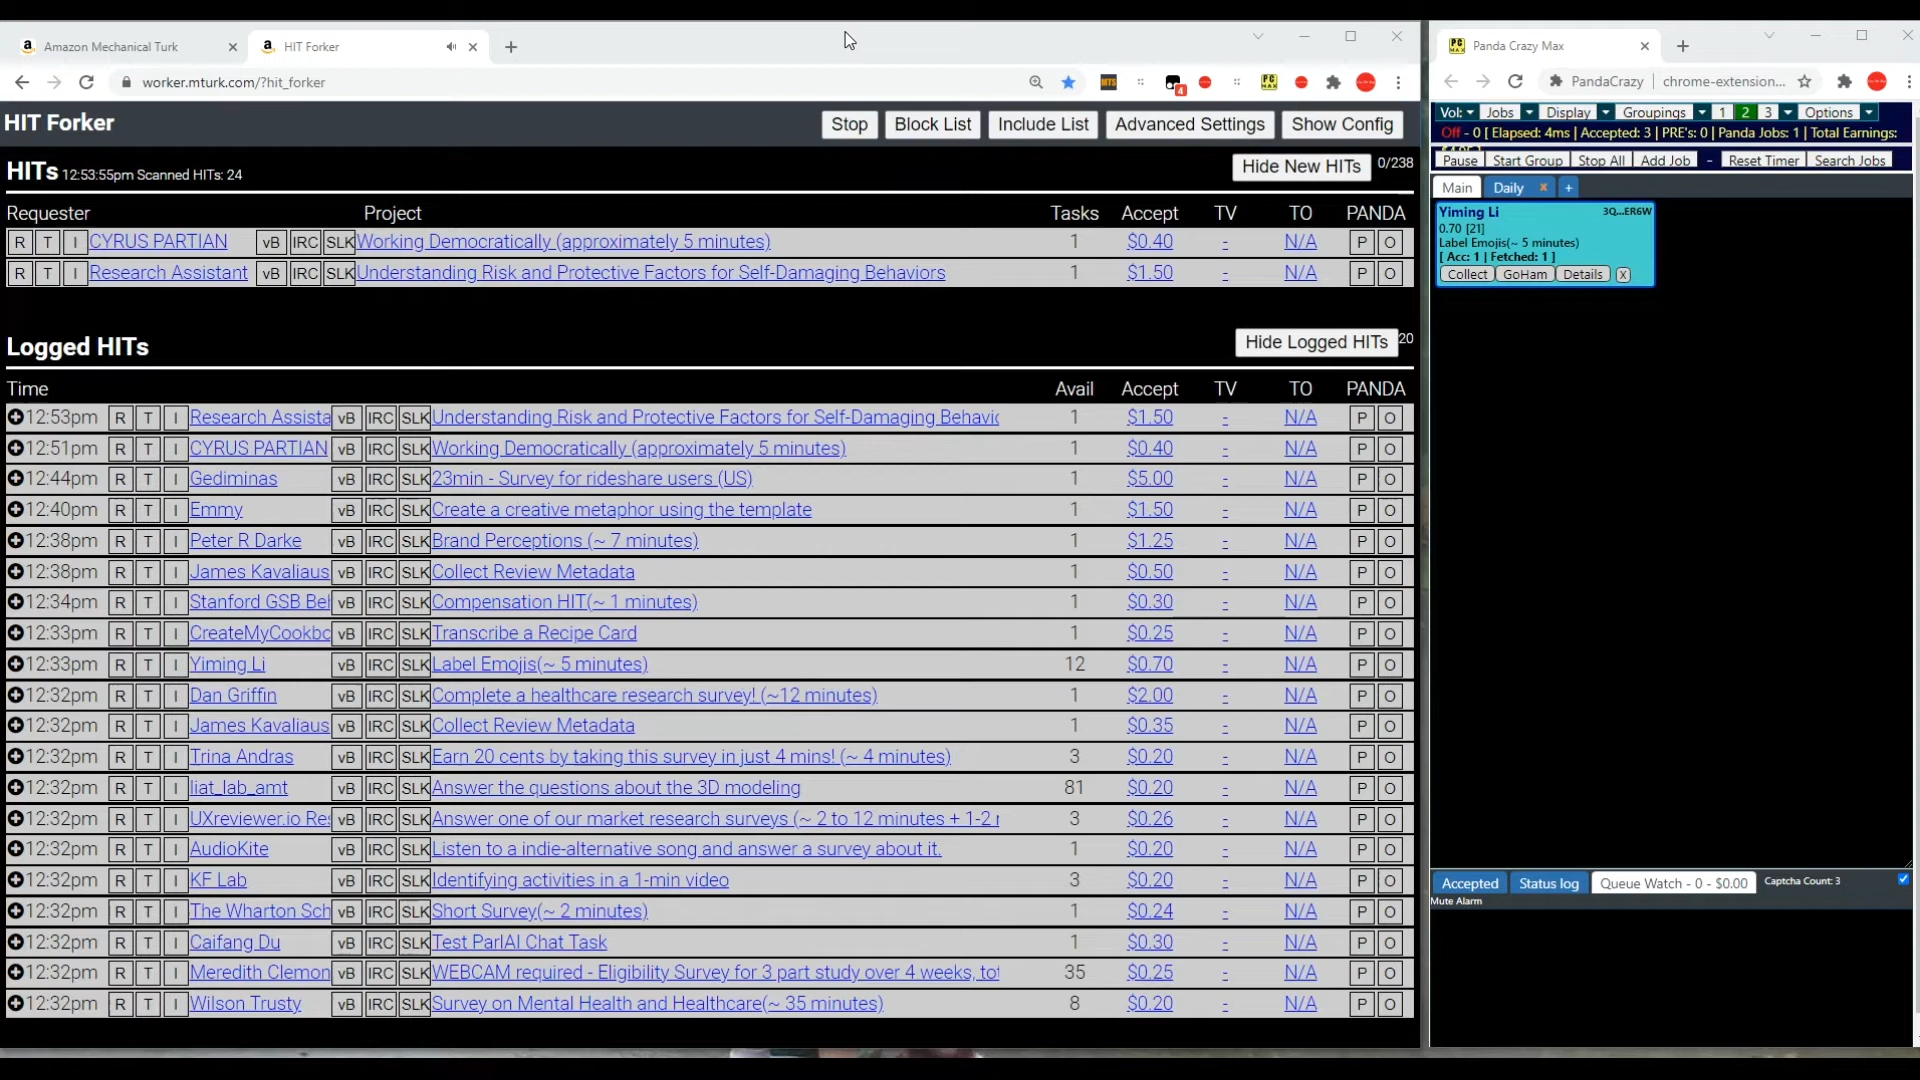 Amazon Mechanical Turk
HIT Forker
worker.mturk.com/?hit_forker
HITS
4
PC MAX
HIT Forker
Stop
Block List
Include List
Advanced Settings
Show Config
HITs 12:53:55pm Scanned HITs: 24
Hide New HITs 0/238
Requester Project Tasks Accept TV TO PANDA
R T I CYRUS PARTIAN vB IRC SLK Working Democratically (approximately 5 minutes) 1 $0.40 - N/A P O
R T I Research Assistant vB IRC SLK Understanding Risk and Protective Factors for Self-Damaging Behaviors 1 $1.50 - N/A P O
Logged HITs
Hide Logged HITs 20
Time Avail Accept TV TO PANDA
12:53pm R T I Research Assista vB IRC SLK Understanding Risk and Protective Factors for Self-Damaging Behavio 1 $1.50 - N/A P O
12:51pm R T I CYRUS PARTIAN vB IRC SLK Working Democratically (approximately 5 minutes) 1 $0.40 - N/A P O
12:44pm R T I Gediminas vB IRC SLK 23min - Survey for rideshare users (US) 1 $5.00 - N/A P O
12:40pm R T I Emmy vB IRC SLK Create a creative metaphor using the template 1 $1.50 - N/A P O
12:38pm R T I Peter R Darke vB IRC SLK Brand Perceptions (~ 7 minutes) 1 $1.25 - N/A P O
12:38pm R T I James Kavaliaus vB IRC SLK Collect Review Metadata 1 $0.50 - N/A P O
12:34pm R T I Stanford GSB Beh vB IRC SLK Compensation HIT(~ 1 minutes) 1 $0.30 - N/A P O
12:33pm R T I CreateMyCookbo vB IRC SLK Transcribe a Recipe Card 1 $0.25 - N/A P O
12:33pm R T I Yiming Li vB IRC SLK Label Emojis(~ 5 minutes) 12 $0.70 - N/A P O
12:32pm R T I Dan Griffin vB IRC SLK Complete a healthcare research survey! (~12 minutes) 1 $2.00 - N/A P O
12:32pm R T I James Kavaliaus vB IRC SLK Collect Review Metadata 1 $0.35 - N/A P O
12:32pm R T I Trina Andras vB IRC SLK Earn 20 cents by taking this survey in just 4 mins! (~ 4 minutes) 3 $0.20 - N/A P O
12:32pm R T I liat_lab_amt vB IRC SLK Answer the questions about the 3D modeling 81 $0.20 - N/A P O
12:32pm R T I UXreviewer.io Res vB IRC SLK Answer one of our market research surveys (~ 2 to 12 minutes + 1-2 r 3 $0.26 - N/A P O
12:32pm R T I AudioKite vB IRC SLK Listen to a indie-alternative song and answer a survey about it. 1 $0.20 - N/A P O
12:32pm R T I KF Lab vB IRC SLK Identifying activities in a 1-min video 3 $0.20 - N/A P O
12:32pm R T I The Wharton Sch vB IRC SLK Short Survey(~ 2 minutes) 1 $0.24 - N/A P O
12:32pm R T I Caifang Du vB IRC SLK Test ParlAI Chat Task 1 $0.30 - N/A P O
12:32pm R T I Meredith Clemon vB IRC SLK WEBCAM required - Eligibility Survey for 3 part study over 4 weeks, tot 35 $0.25 - N/A P O
12:32pm R T I Wilson Trusty vB IRC SLK Survey on Mental Health and Healthcare(~ 35 minutes) 8 $0.20 - N/A P O
PC MAX
Panda Crazy Max
PandaCrazy | chrome-extension...
Vol: Jobs Display Groupings 1 2 3 Options
Off - 0 [ Elapsed: 4ms | Accepted: 3 | PRE's: 0 | Panda Jobs: 1 | Total Earnings:
Pause Start Group Stop All Add Job - Reset Timer Search Jobs
Main Daily x +
Yiming Li 3Q...ER6W
0.70 [21]
Label Emojis(~ 5 minutes)
[ Acc: 1 | Fetched: 1 ]
Collect GoHam Details X
Accepted Status log Queue Watch - 0 - $0.00 Captcha Count: 3
Mute Alarm